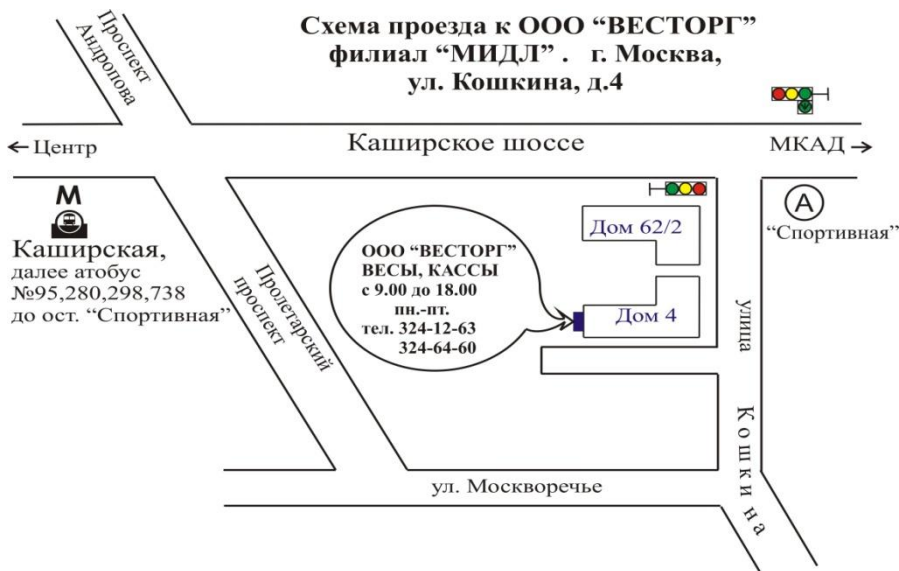 Схема проезда к ООО “ВЕСТОРГ”
филиал “МИДЛ” . г. Москва,
ул. Кошкина, д.4
Проспект
Андропова
← Центр
Каширское шоссе
МКАД →
М
Каширская,
далее атобус
№95,280,298,738
до ост. “Спортивная”
Пролетарский
проспект
ООО “ВЕСТОРГ”
ВЕСЫ, КАССЫ
с 9.00 до 18.00
пн.-пт.
тел. 324-12-63
324-64-60
Дом 62/2
Дом 4
А
“Спортивная”
улица Кошкина
ул. Москворечье